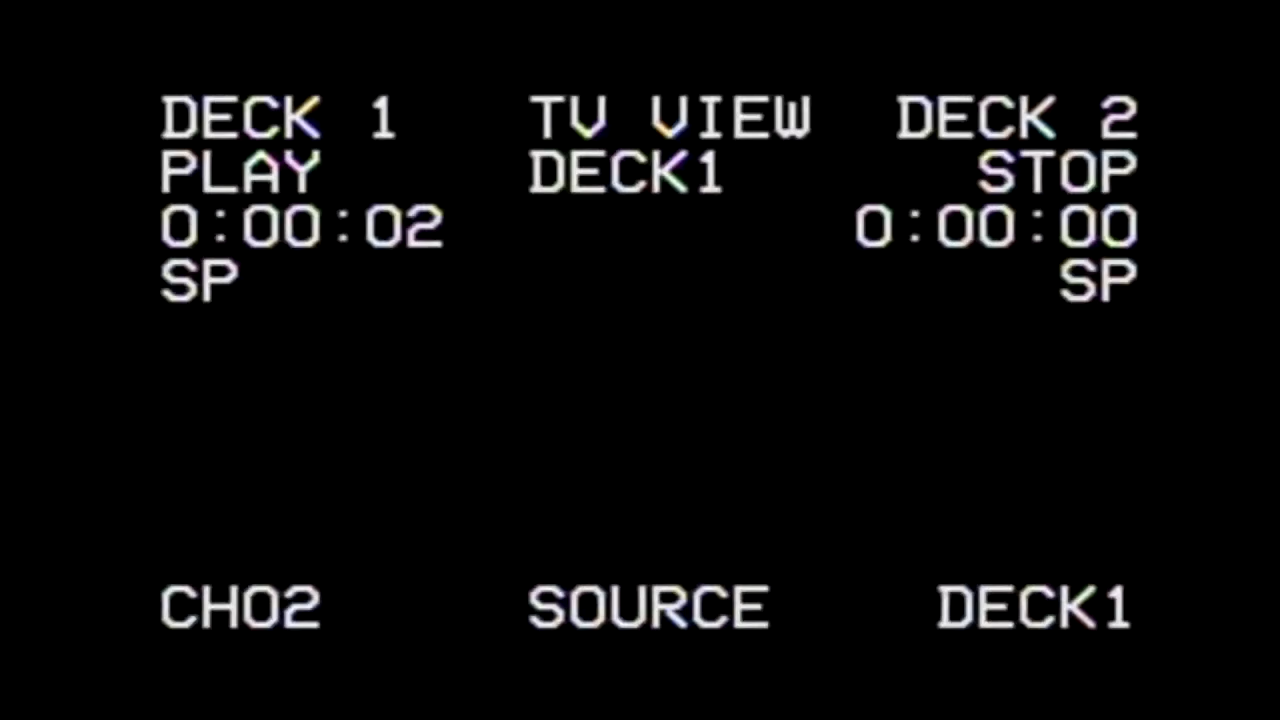 DECK 1 TV VIEW DECK 2
PLAY DECK1 STOP
0:00:02 0:00:00
SP SP
CH02 SOURCE DECK1